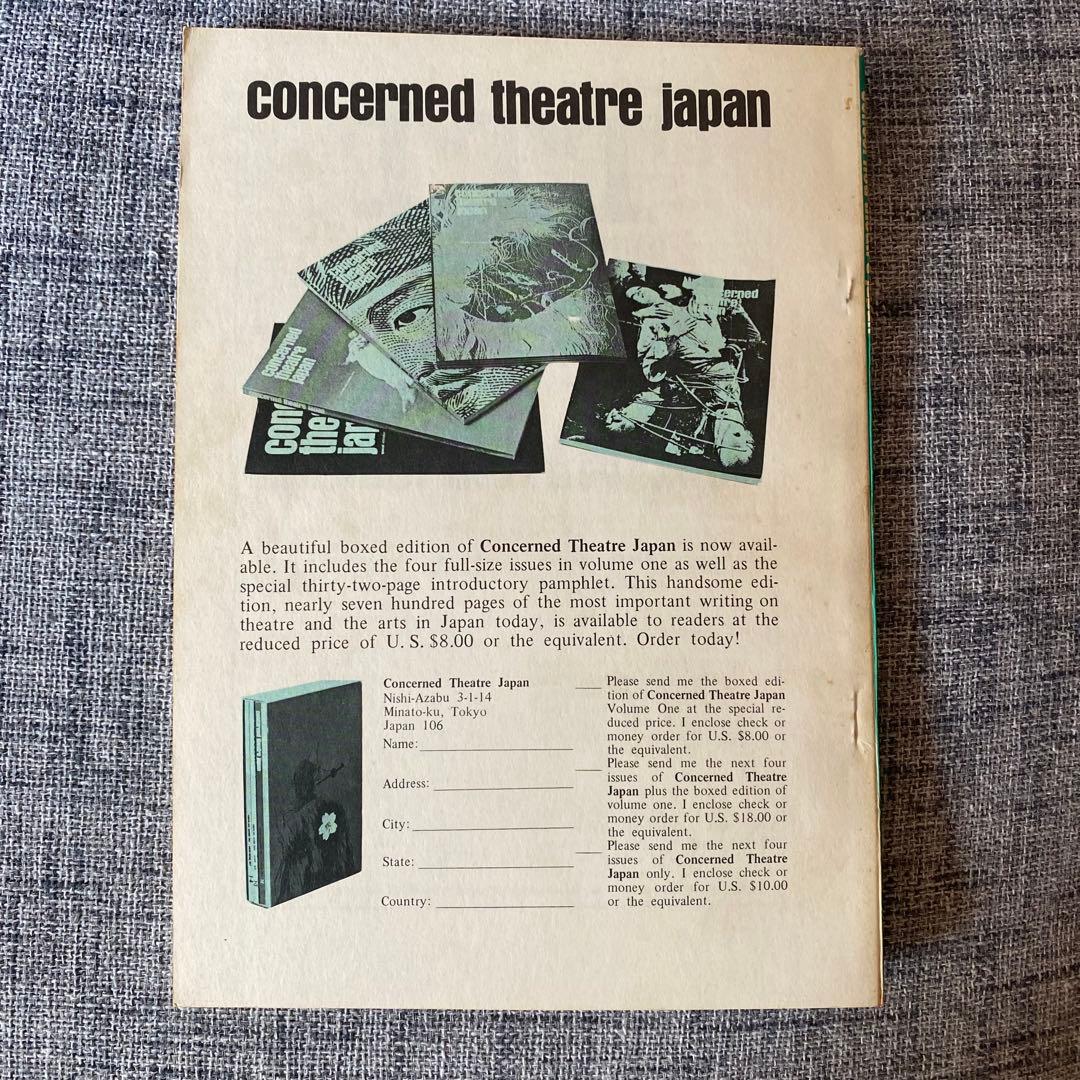 concerned theatre japan
concerned
japan
concerned
theatre
japan
cerned
con
the
jap
A beautiful boxed edition of Concerned Theatre Japan is now avail-
able. It includes the four full-size issues in volume one as well as the
special thirty-two-page introductory pamphlet. This handsome edi-
tion, nearly seven hundred pages of the most important writing on
theatre and the arts in Japan today, is available to readers at the
reduced price of U. S. $8.00 or the equivalent. Order today!
Concerned Theatre Japan
Nishi-Azabu 3-1-14
Minato-ku, Tokyo
Japan 106
Name:
Address:
City:
State:
Country:
Please send me the boxed edi-
tion of Concerned Theatre Japan
Volume One at the special re-
duced price. I enclose check or
money order for U.S. $8.00 or
the equivalent.
Please send me the next four
issues of Concerned Theatre
Japan plus the boxed edition of
volume one. I enclose check or
money order for U.S. $18.00 or
the equivalent.
Please send me the next four
issues of Concerned Theatre
Japan only. I enclose check or
money order for U.S. $10.00
or the equivalent.